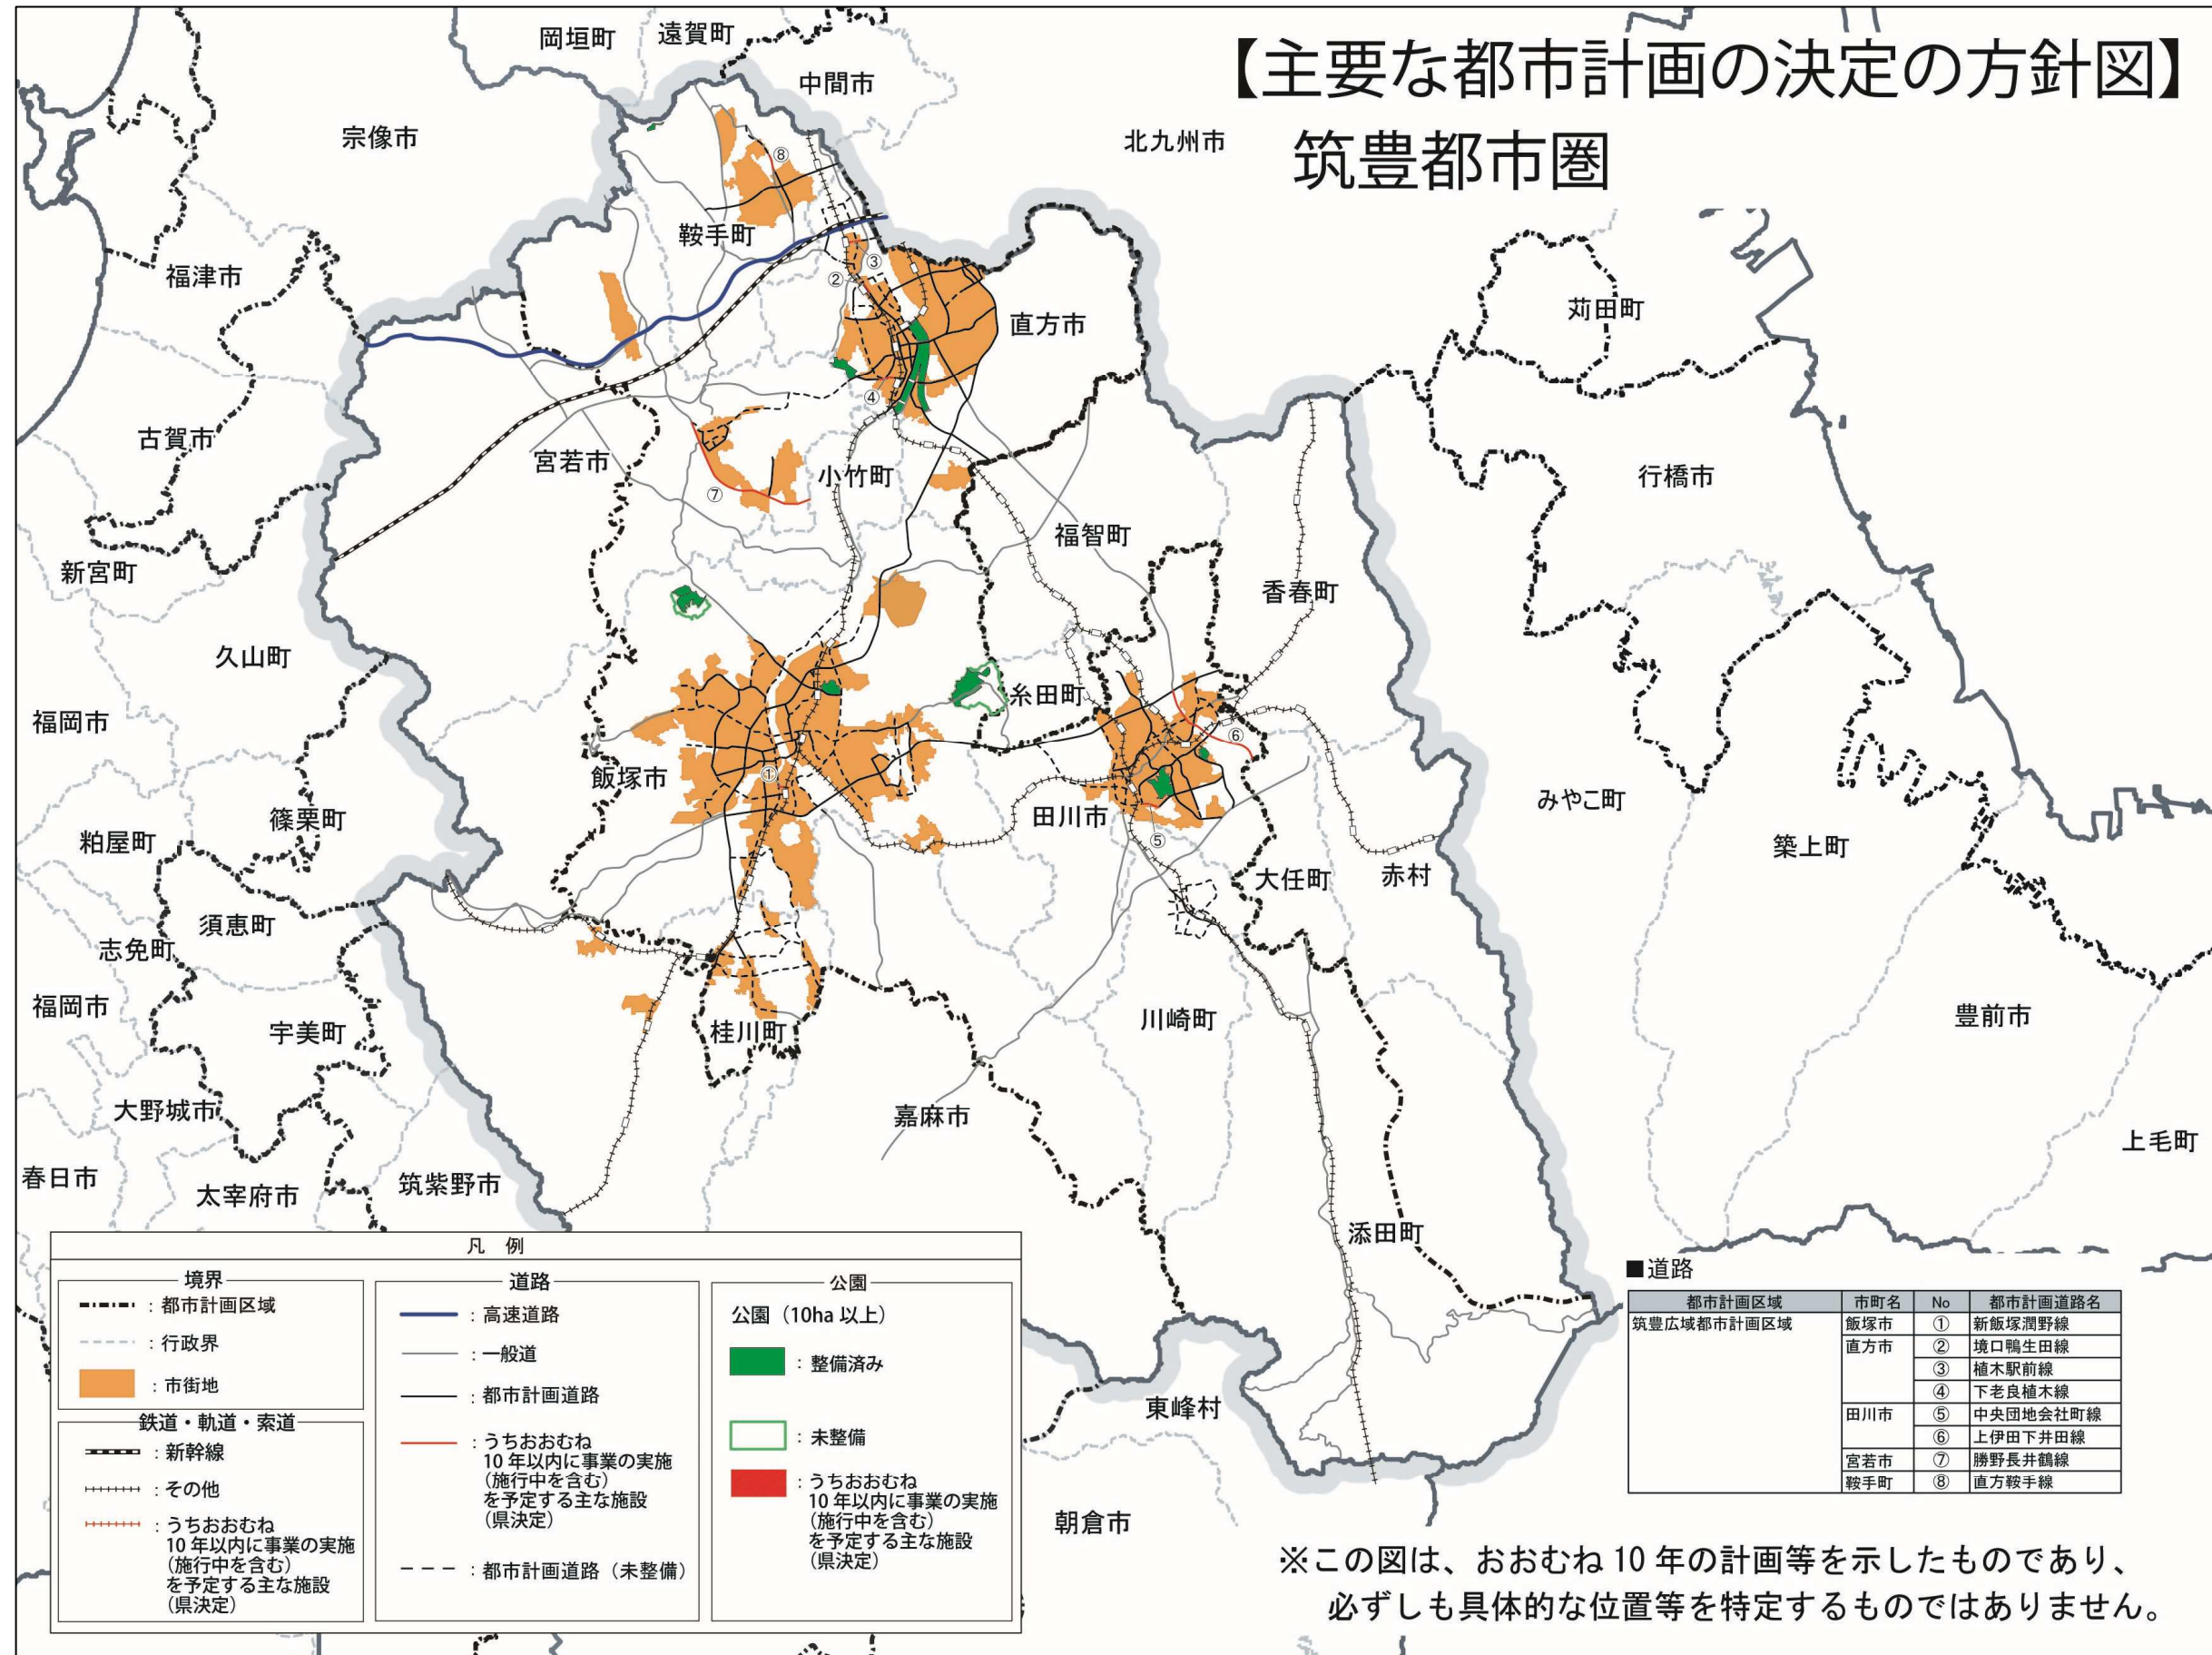 【主要な都市計画の決定の方針図】
筑豊都市圏
岡垣町
遠賀町
中間市
宗像市
北九州市
⑧
鞍手町
福津市
③
②
直方市
苅田町
④
古賀市
宮若市
小竹町
⑦
行橋市
福智町
新宮町
香春町
久山町
糸田町
福岡市
⑥
飯塚市
①
みやこ町
篠栗町
田川市
粕屋町
⑤
築上町
大任町
赤村
須恵町
志免町
福岡市
宇美町
桂川町
川崎町
豊前市
大野城市
嘉麻市
上毛町
春日市
太宰府市
筑紫野市
添田町
東峰村
朝倉市
凡 例
境界
：都市計画区域
：行政界
：市街地
鉄道・軌道・索道
：新幹線
：その他
：うちおおむね
10年以内に事業の実施
（施行中を含む）
を予定する主な施設
（県決定）
道路
：高速道路
：一般道
：都市計画道路
：うちおおむね
10年以内に事業の実施
（施行中を含む）
を予定する主な施設
（県決定）
：都市計画道路（未整備）
公園
公園（10ha以上）
：整備済み
：未整備
：うちおおむね
10年以内に事業の実施
（施行中を含む）
を予定する主な施設
（県決定）
■道路
都市計画区域 市町名 No 都市計画道路名
筑豊広域都市計画区域 飯塚市 ① 新飯塚潤野線
直方市 ② 境口鴨生田線
③ 植木駅前線
④ 下老良植木線
田川市 ⑤ 中央団地会社町線
⑥ 上伊田下井田線
宮若市 ⑦ 勝野長井鶴線
鞍手町 ⑧ 直方鞍手線
※この図は、おおむね10年の計画等を示したものであり、
必ずしも具体的な位置等を特定するものではありません。